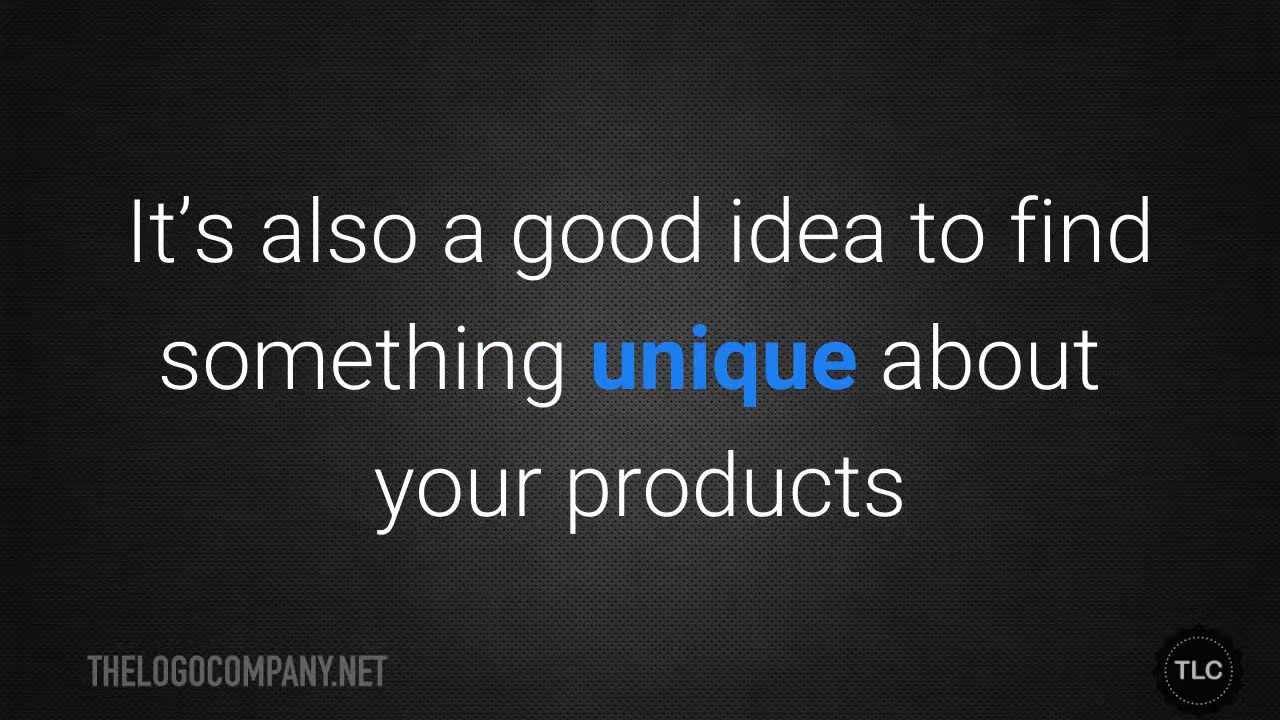 It’s also a good idea to find
something unique about
your products
THELOGOCOMPANY.NET
TLC